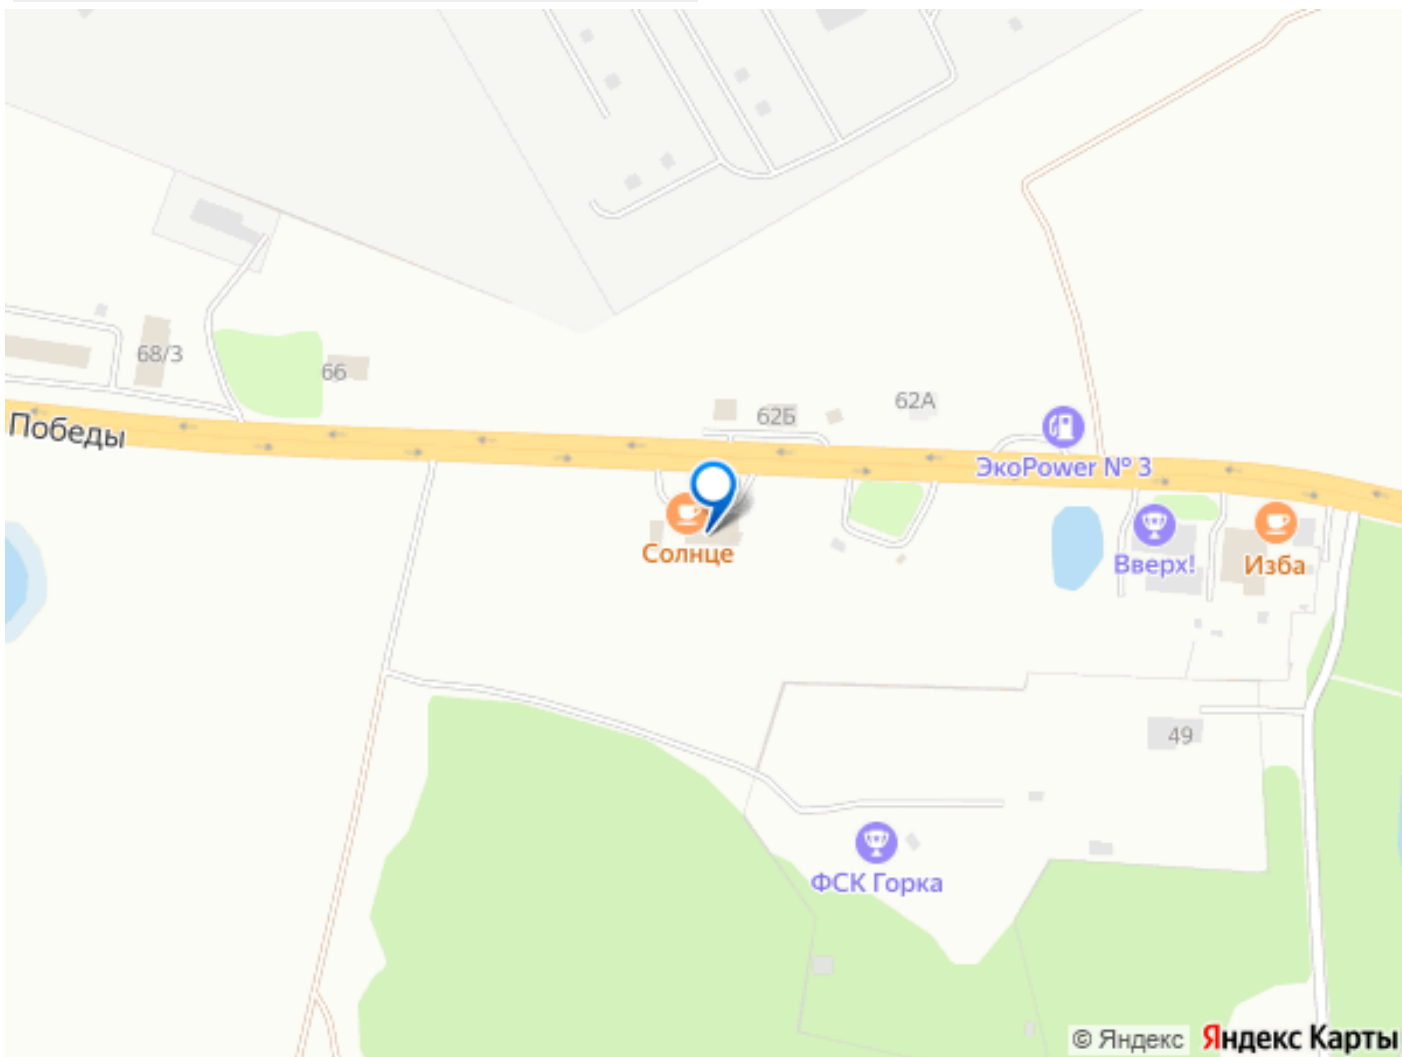 68/3
66
Победы
62Б
62А
ЭкоPower № 3
Солнце
Вверх!
Изба
49
ФСК Горка
© Яндекс Яндекс Карты